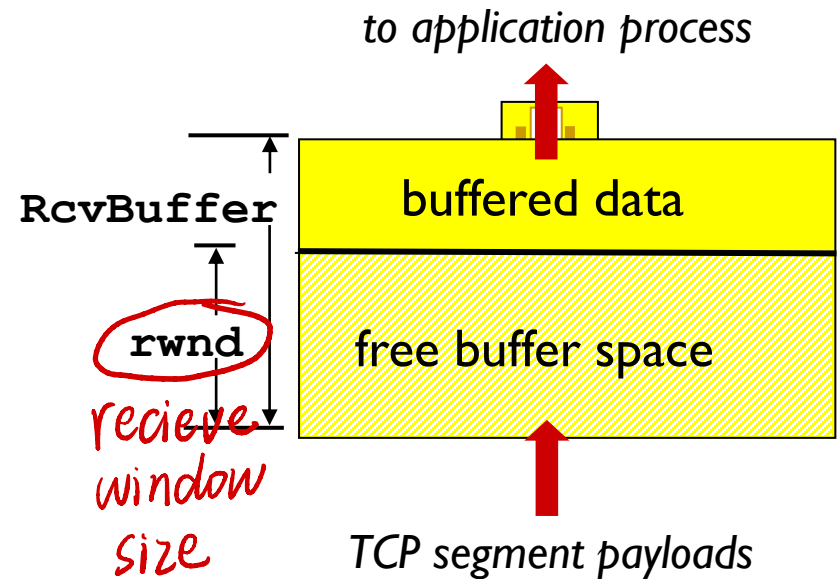 to application process
RcvBuffer
buffered data
rwnd
free buffer space
recieve
window
size
TCP segment payloads